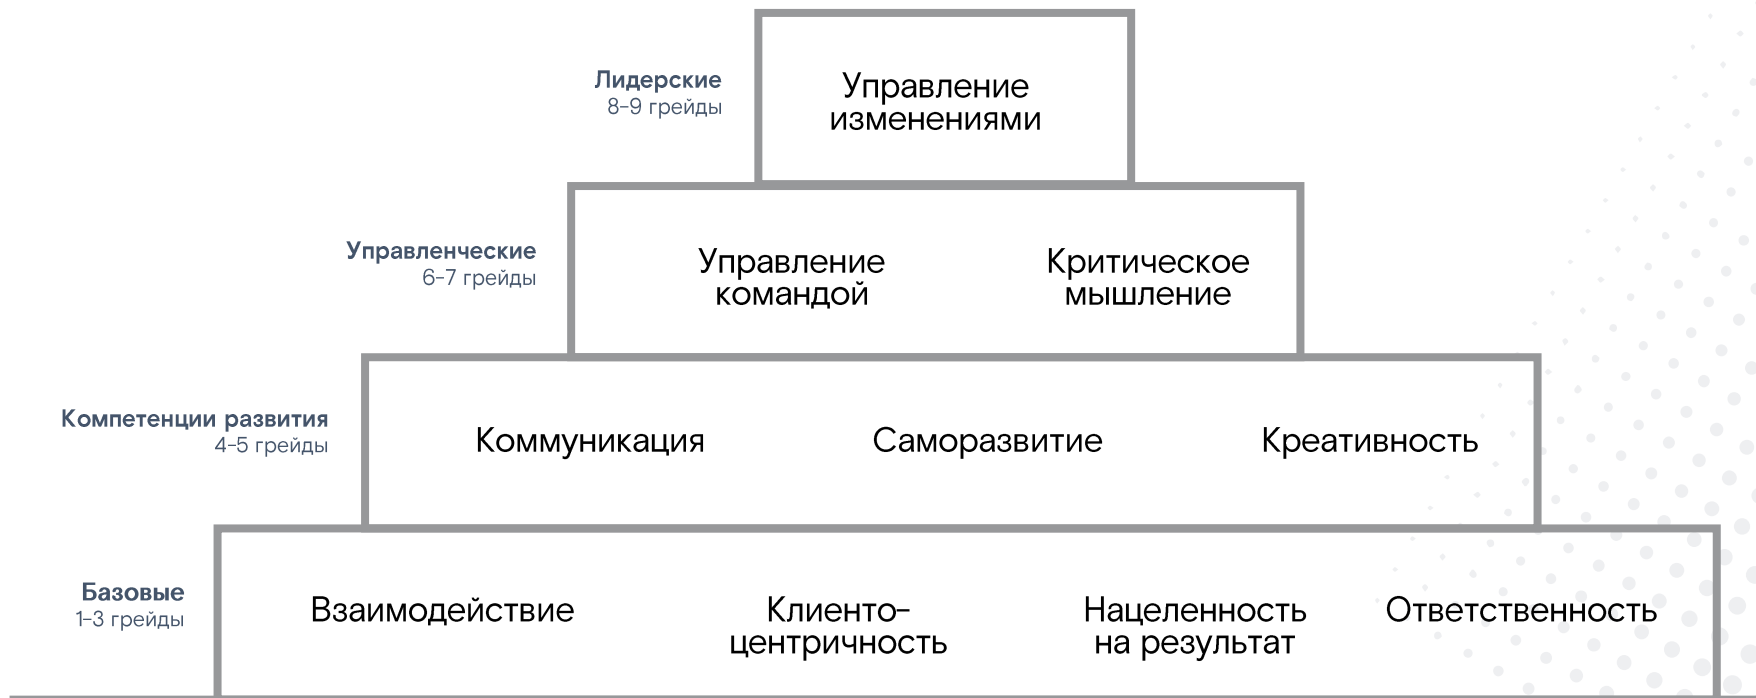 Лидерские
8–9 грейды
Управление
изменениями
Управленческие
6–7 грейды
Управление
командой
Критическое
мышление
Компетенции развития
4–5 грейды
Коммуникация
Саморазвитие
Креативность
Базовые
1–3 грейды
Взаимодействие
Клиенто–
центричность
Нацеленность
на результат
Ответственность